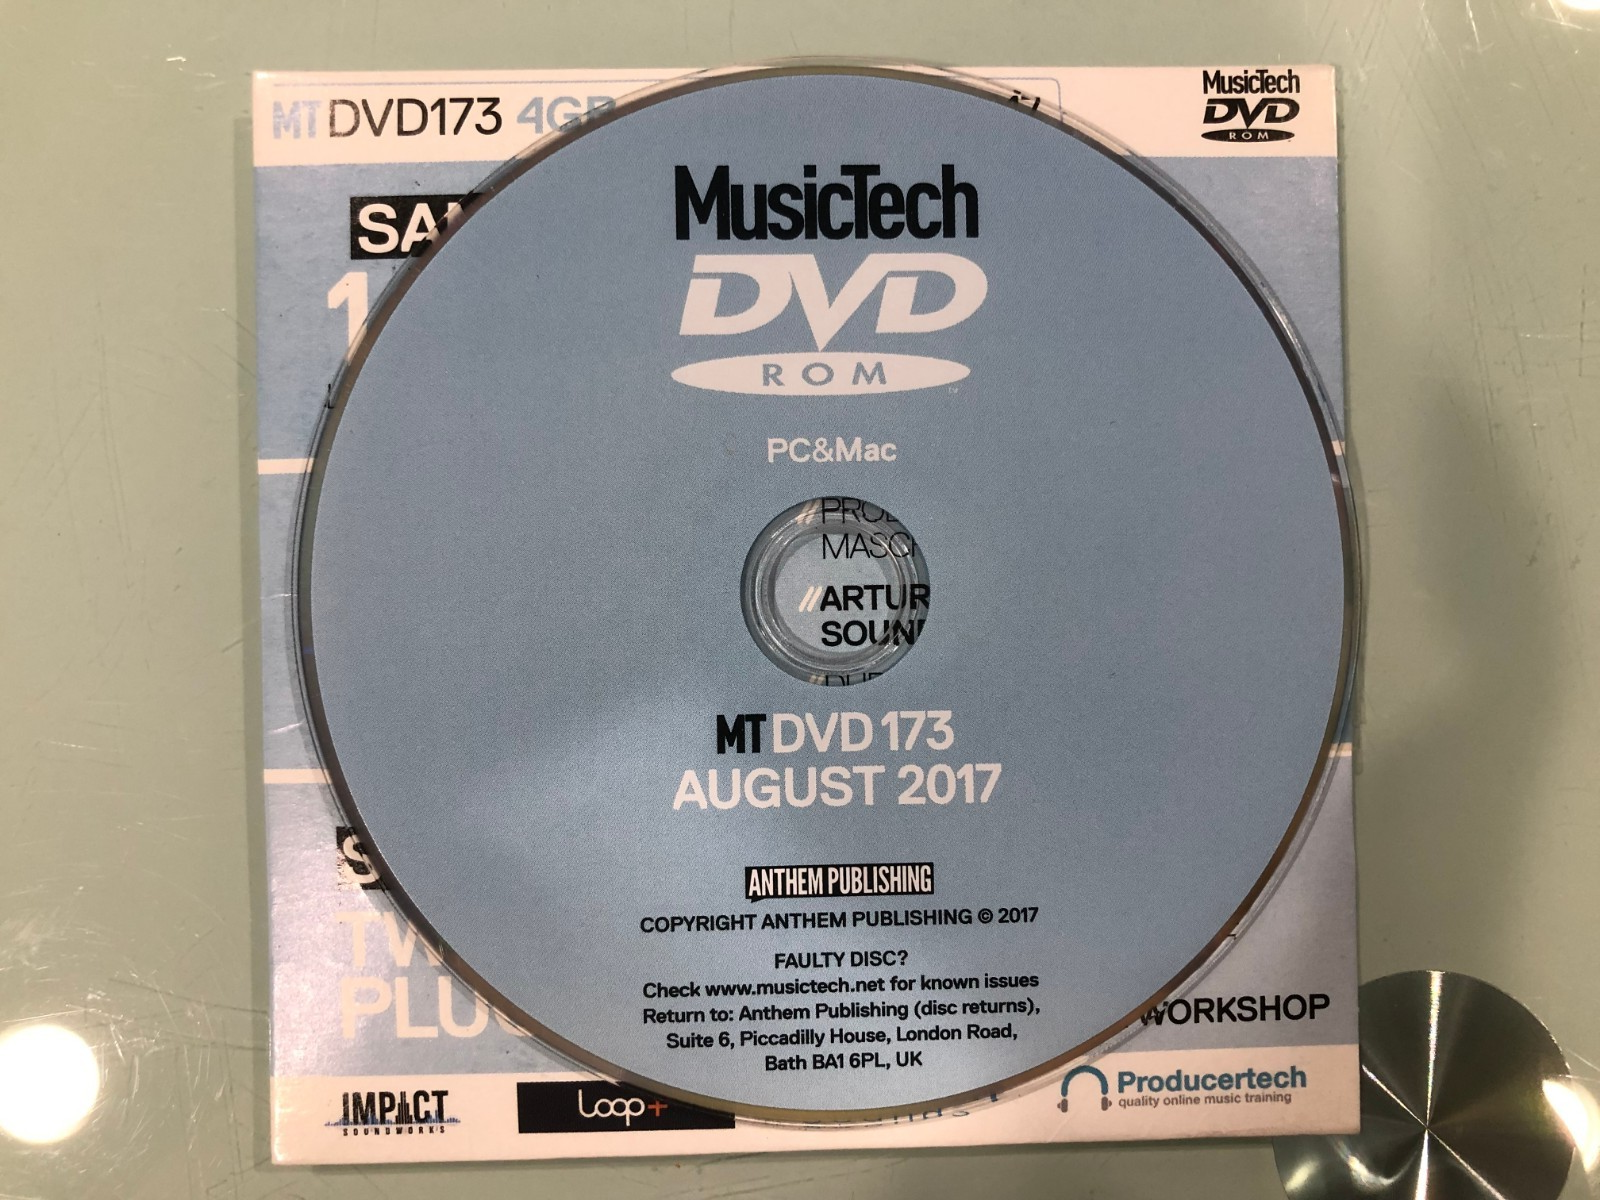 MT DVD173 4GB
MusicTech
DVD
ROM
MusicTech
DVD
ROM
™
PC&Mac
//
//ARTUR
SOUN
MT DVD 173
AUGUST 2017
ANTHEM PUBLISHING
COPYRIGHT ANTHEM PUBLISHING © 2017
FAULTY DISC?
Check www.musictech.net for known issues
Return to: Anthem Publishing (disc returns),
Suite 6, Piccadilly House, London Road,
Bath BA1 6PL, UK
WORKSHOP
IMPACT
SOUNDWORKS
Loop+
Producertech
quality online music training